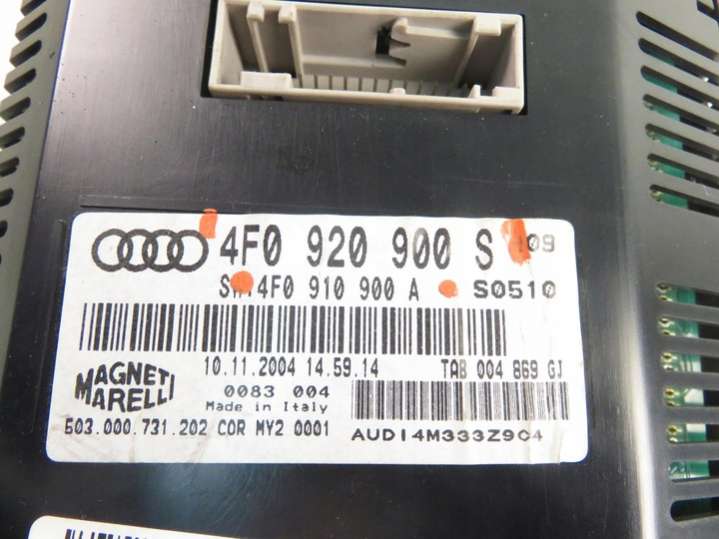 4F0 920 900 S 109
SW:4F0 910 900 A S0510
10.11.2004 14.59.14 TAB 004 869 GJ
MAGNETI
MARELLI
0083 004
Made in Italy
503.000.731.202 COR MY2 0001
AUDI4M333Z9C4